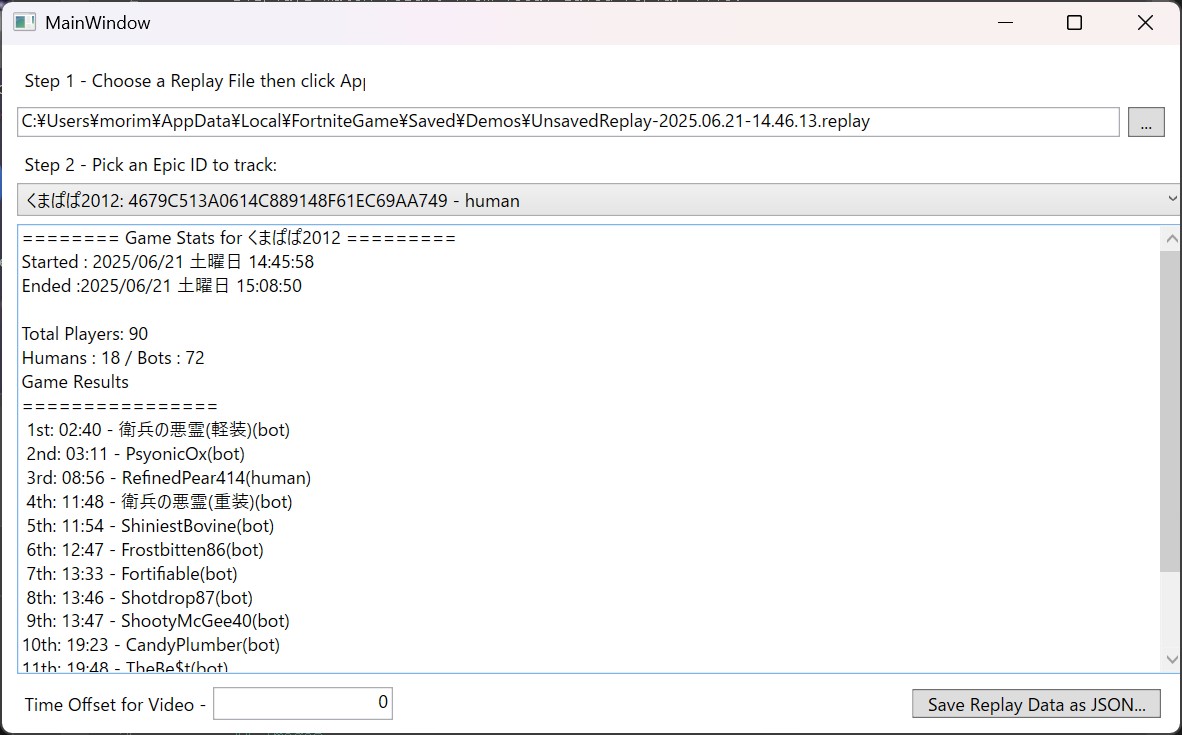 MainWindow
Step 1 - Choose a Replay File then click Ap
C:¥Users¥morim¥AppData¥Local¥FortniteGame¥Saved¥Demos¥UnsavedReplay-2025.06.21-14.46.13.replay
...
Step 2 - Pick an Epic ID to track:
くまぱぱ2012: 4679C513A0614C889148F61EC69AA749 - human
======== Game Stats for くまぱぱ2012 =========
Started : 2025/06/21 土曜日 14:45:58
Ended :2025/06/21 土曜日 15:08:50
Total Players: 90
Humans : 18 / Bots : 72
Game Results
================
1st: 02:40 - 衛兵の悪霊(軽装)(bot)
2nd: 03:11 - PsyonicOx(bot)
3rd: 08:56 - RefinedPear414(human)
4th: 11:48 - 衛兵の悪霊(重装)(bot)
5th: 11:54 - ShiniestBovine(bot)
6th: 12:47 - Frostbitten86(bot)
7th: 13:33 - Fortifiable(bot)
8th: 13:46 - Shotdrop87(bot)
9th: 13:47 - ShootyMcGee40(bot)
10th: 19:23 - CandyPlumber(bot)
11th: 19:48 - TheBe$t(bot)
Time Offset for Video - 0
Save Replay Data as JSON...